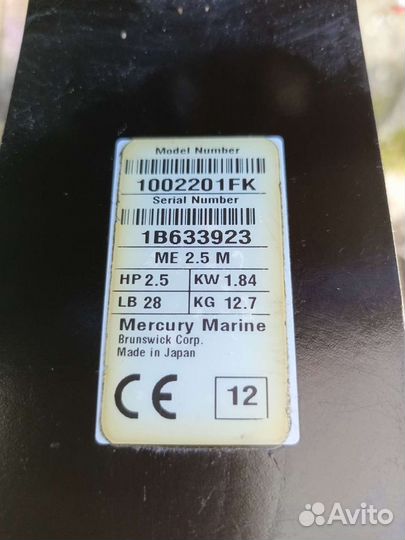 Model Number
1002201FK
Serial Number
1B633923
ME 2.5 M
HP 2.5 KW 1.84
LB 28 KG 12.7
Mercury Marine
Brunswick Corp.
Made in Japan
CE 12
Avito